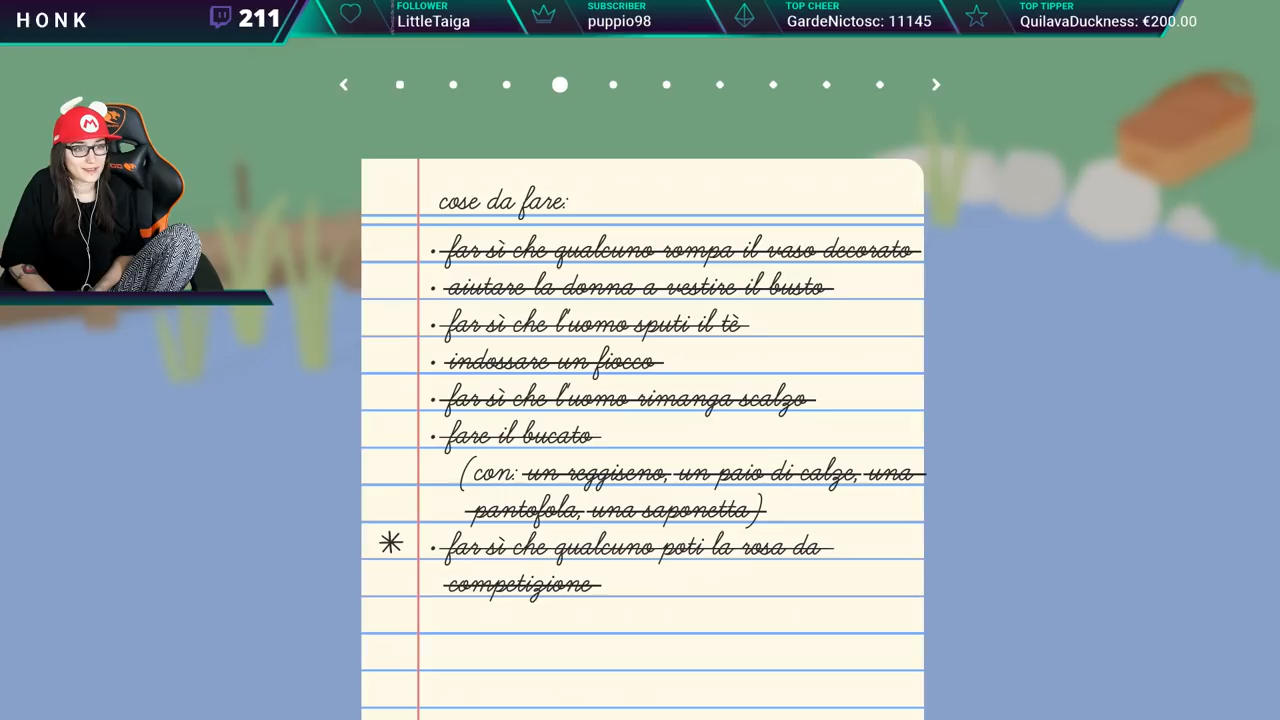 HONK
211
FOLLOWER
LittleTaiga
SUBSCRIBER
puppio98
TOP CHEER
GardeNictosc: 11145
TOP TIPPER
QuilavaDuckness: €200.00
M
cose da fare:
• far sì che qualcuno rompa il vaso decorato
• aiutare la donna a vestire il busto
• far sì che l'uomo sputi il tè
• indossare un fiocco
• far sì che l'uomo rimanga scalzo
• fare il bucato
(con: un reggiseno, un paio di calze, una
pantofola, una saponetta)
• far sì che qualcuno poti la rosa da
competizione